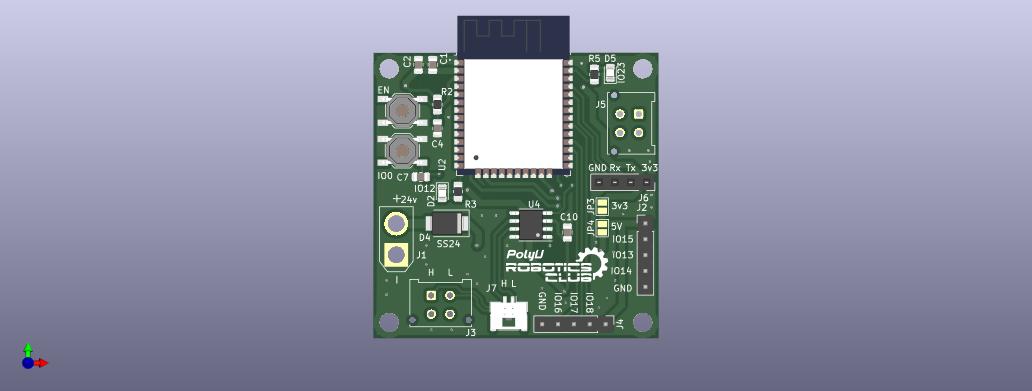 C2
C1
R5 D5
IO23
EN
R2
J5
C4
U2
IO0 C7
GND Rx Tx 3v3
IO12
D2
R3
J6
+24v
U4
JP3
3v3
J2
C10
JP4
5V
D4
SS24
IO15
J1
PolyU
IO13
ROBOTICS
CLUB
H L
IO14
J7
H L
GND
GND
IO16
IO17
IO18
J3
J4